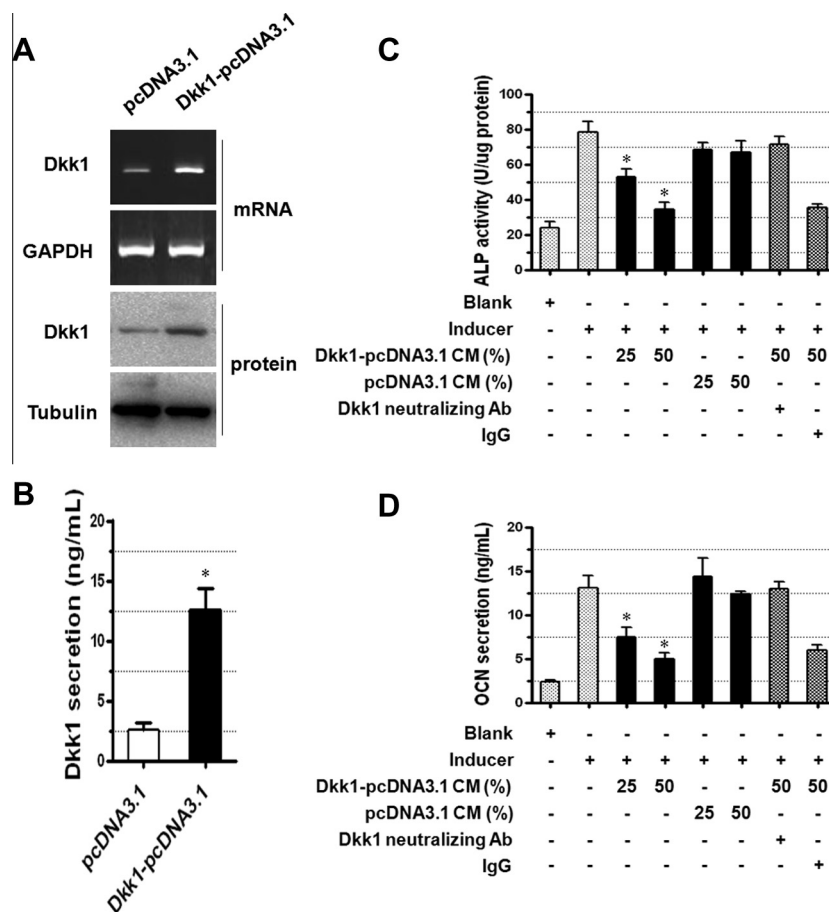 A
pcDNA3.1
Dkk1-pcDNA3.1
Dkk1
GAPDH
mRNA
Dkk1
Tubulin
protein
B
Dkk1 secretion (ng/mL)
20
15
10
5
0
*
pcDNA3.1
Dkk1-pcDNA3.1
C
ALP activity (U/ug protein)
100
80
60
40
20
0
* *
Blank + - - - - - - -
Inducer - + + + + + + +
Dkk1-pcDNA3.1 CM (%) - - 25 50 - - 50 50
pcDNA3.1 CM (%) - - - - 25 50 - -
Dkk1 neutralizing Ab - - - - - - + -
IgG - - - - - - - +
D
OCN secretion (ng/mL)
20
15
10
5
0
* *
Blank + - - - - - - -
Inducer - + + + + + + +
Dkk1-pcDNA3.1 CM (%) - - 25 50 - - 50 50
pcDNA3.1 CM (%) - - - - 25 50 - -
Dkk1 neutralizing Ab - - - - - - + -
IgG - - - - - - - +